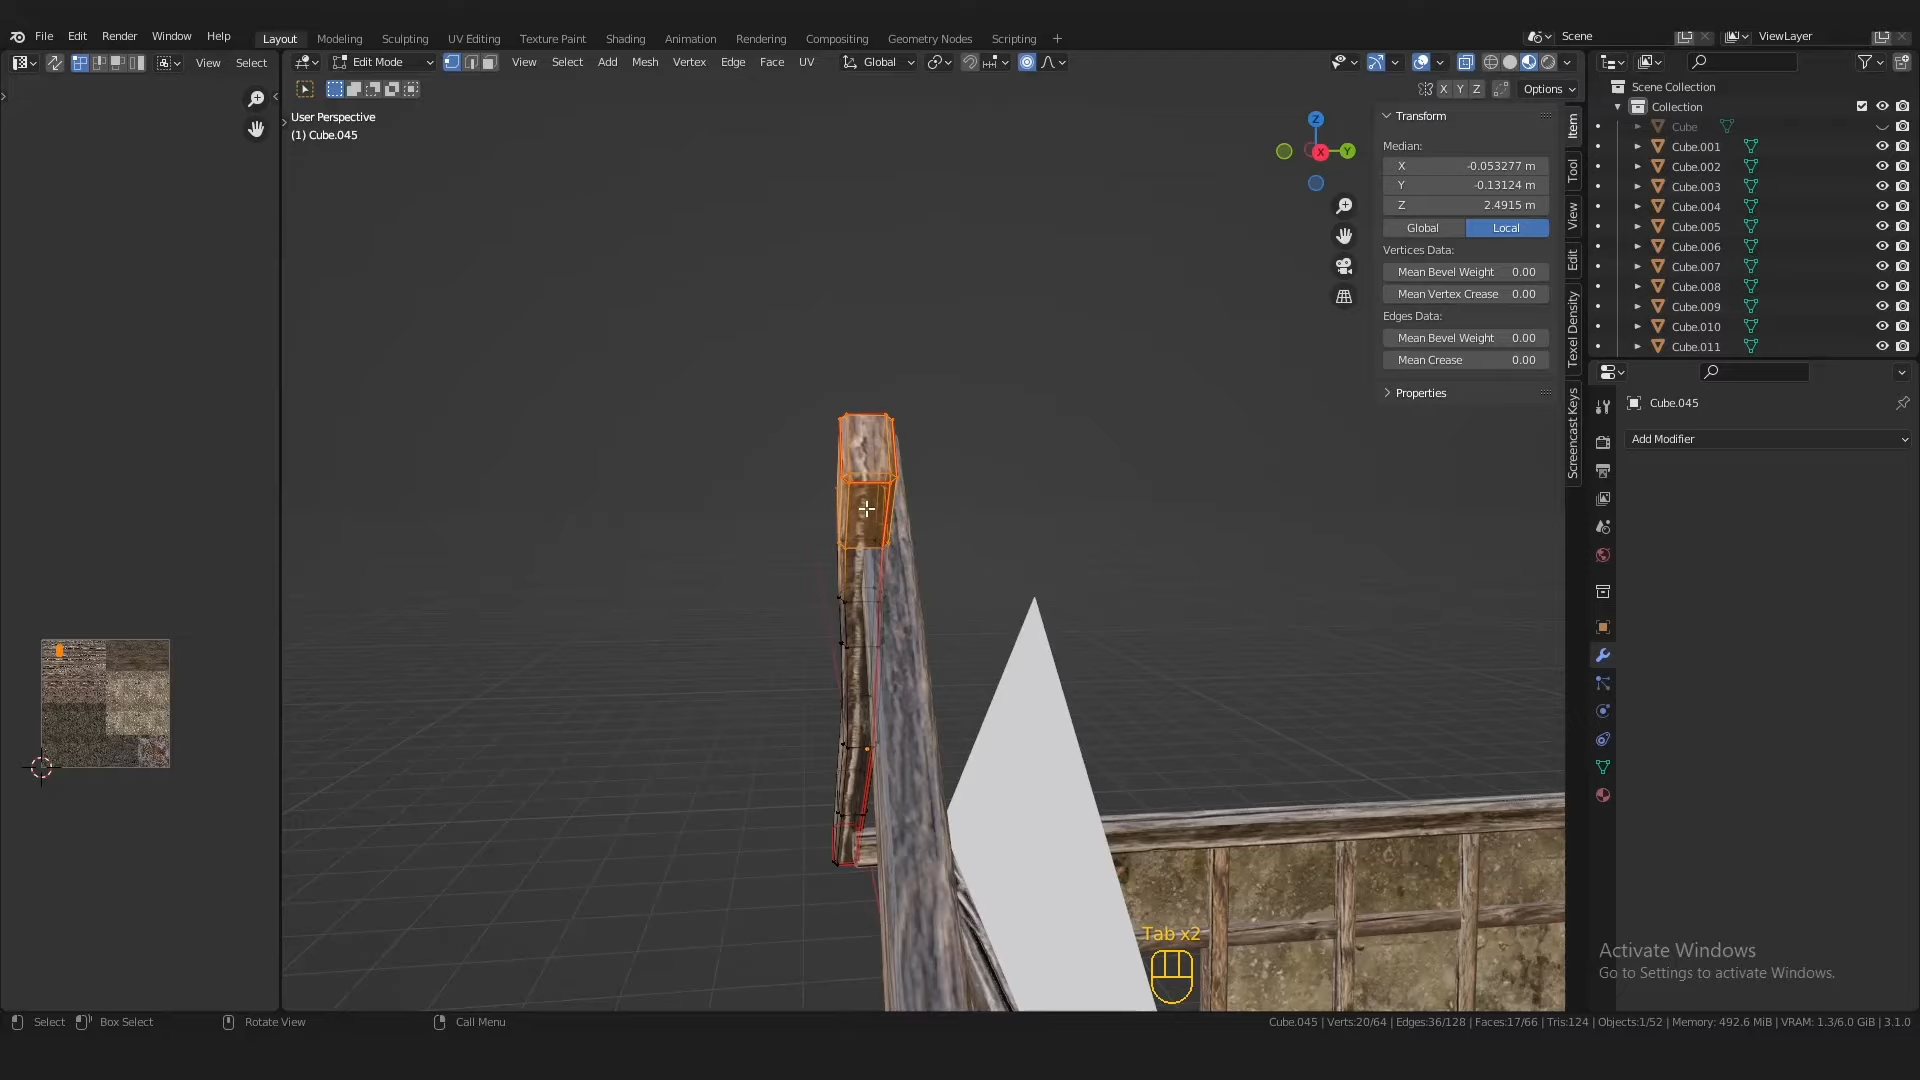 File Edit Render Window Help
Layout Modeling Sculpting UV Editing Texture Paint Shading Animation Rendering Compositing Geometry Nodes Scripting +
Scene
ViewLayer
View Select
Edit Mode
View Select Add Mesh Vertex Edge Face UV
Global
X Y Z
Options
User Perspective
(1) Cube.045
Z
X
Y
Transform
Median:
X -0.053277 m
Y -0.13124 m
Z 2.4915 m
Global Local
Vertices Data:
Mean Bevel Weight 0.00
Mean Vertex Crease 0.00
Edges Data:
Mean Bevel Weight 0.00
Mean Crease 0.00
Properties
Item
Tool
View
Edit
Texel Density
Screencast Keys
Scene Collection
Collection
Cube
Cube.001
Cube.002
Cube.003
Cube.004
Cube.005
Cube.006
Cube.007
Cube.008
Cube.009
Cube.010
Cube.011
Cube.045
Add Modifier
Tab x2
Activate Windows
Go to Settings to activate Windows.
Select Box Select Rotate View Call Menu
Cube.045 | Verts:20/64 | Edges:36/128 | Faces:17/66 | Tris:124 | Objects:1/52 | Memory: 492.6 MiB | VRAM: 1.3/6.0 GiB | 3.1.0